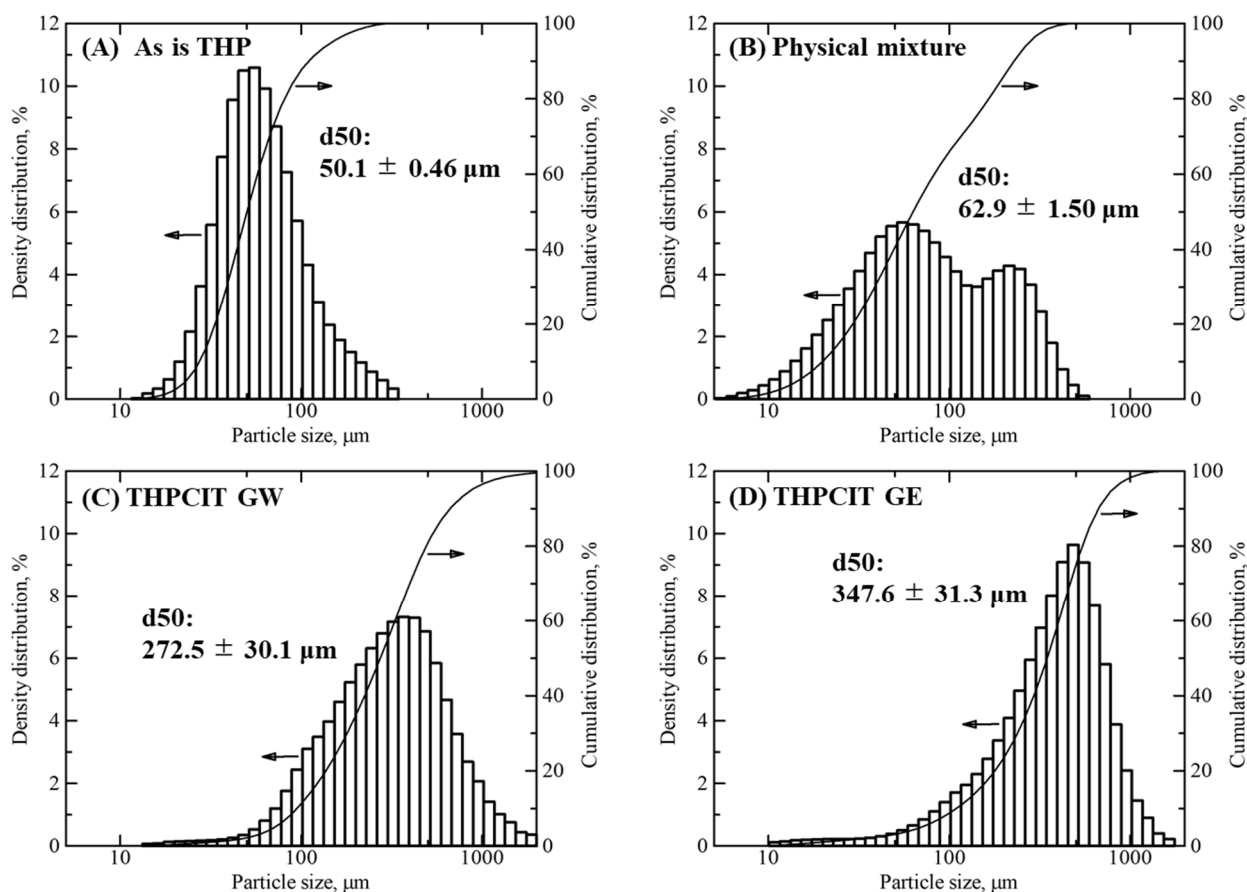 (A) As is THP
Density distribution, %
12
10
8
6
4
2
0
d50:
50.1 ± 0.46 μm
100
80
60
40
20
0
Cumulative distribution, %
10
100
1000
Particle size, μm
(B) Physical mixture
Density distribution, %
12
10
8
6
4
2
0
d50:
62.9 ± 1.50 μm
100
80
60
40
20
0
Cumulative distribution, %
10
100
1000
Particle size, μm
(C) THPCIT GW
Density distribution, %
12
10
8
6
4
2
0
d50:
272.5 ± 30.1 μm
100
80
60
40
20
0
Cumulative distribution, %
10
100
1000
Particle size, μm
(D) THPCIT GE
Density distribution, %
12
10
8
6
4
2
0
d50:
347.6 ± 31.3 μm
100
80
60
40
20
0
Cumulative distribution, %
10
100
1000
Particle size, μm